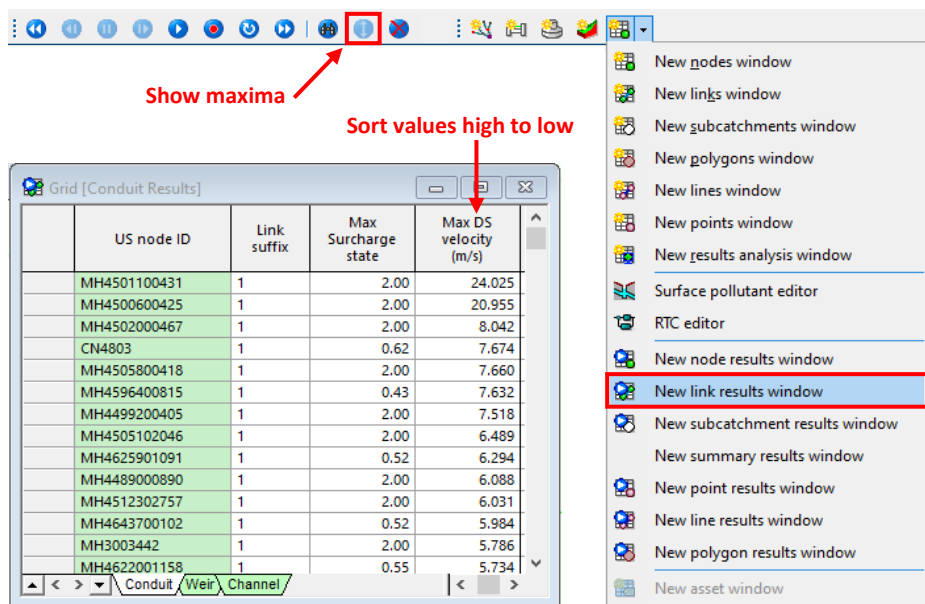 Show maxima
Sort values high to low
Grid [Conduit Results]
US node ID
Link
suffix
Max
Surcharge
state
Max DS
velocity
(m/s)
MH4501100431 1 2.00 24.025
MH4500600425 1 2.00 20.955
MH4502000467 1 2.00 8.042
CN4803 1 0.62 7.674
MH4505800418 1 2.00 7.660
MH4596400815 1 0.43 7.632
MH4499200405 1 2.00 7.518
MH4505102046 1 2.00 6.489
MH4625901091 1 0.52 6.294
MH4489000890 1 2.00 6.088
MH4512302757 1 2.00 6.031
MH4643700102 1 0.52 5.984
MH3003442 1 2.00 5.786
MH4622001158 1 0.55 5.734
Conduit Weir Channel
New nodes window
New links window
New subcatchments window
New polygons window
New lines window
New points window
New results analysis window
Surface pollutant editor
RTC editor
New node results window
New link results window
New subcatchment results window
New summary results window
New point results window
New line results window
New polygon results window
New asset window